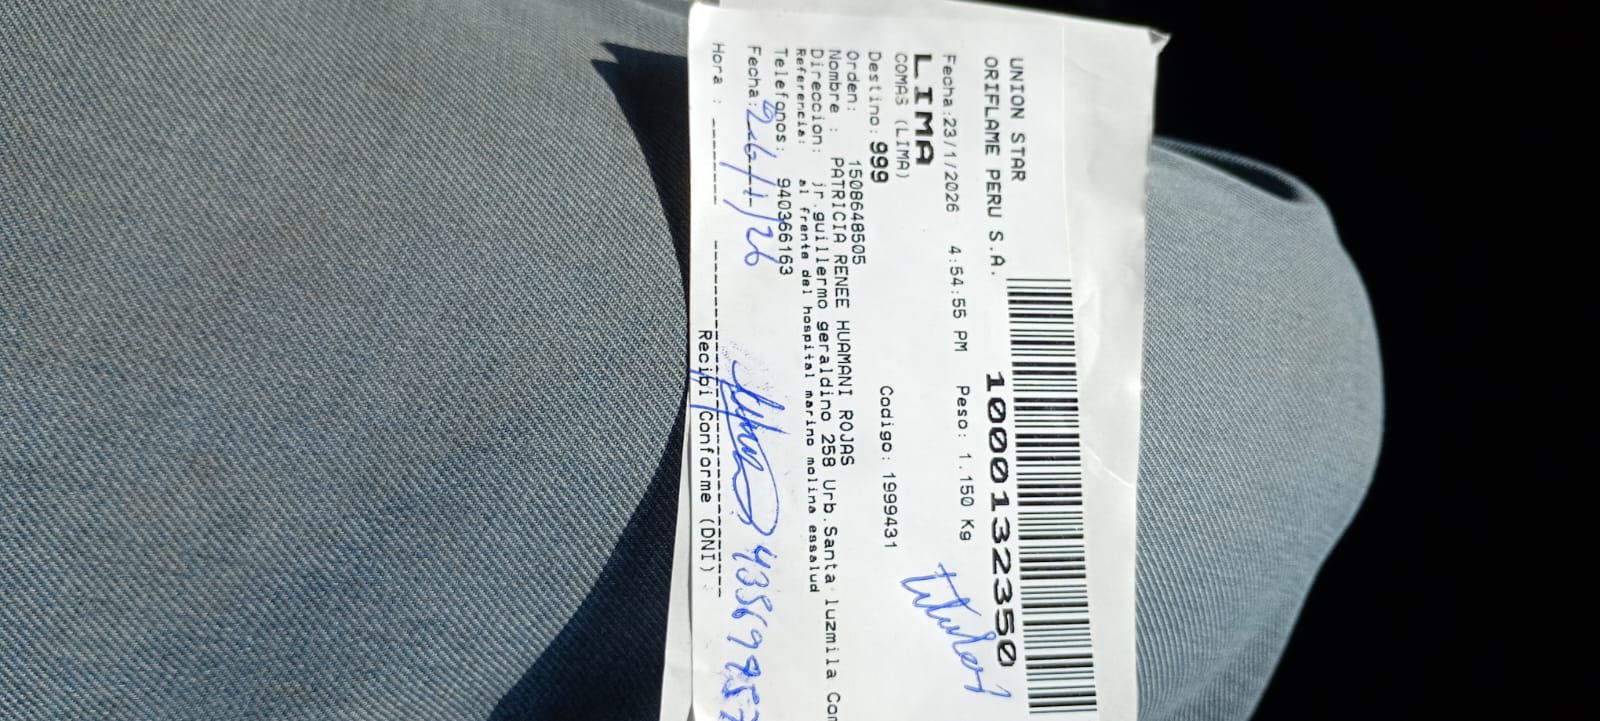 UNION STAR
ORIFLAME PERU S.A.
10001322350
Fecha:23/1/2026 4:54:55 PM Peso: 1.150 Kg
LIMA
COMAS (LIMA)
titular
Destino: 999 Codigo: 1999431
Orden: 1508648505
Nombre : PATRICIA RENEE HUAMANI ROJAS
Direccion: jr.guillermo geraldino 258 Urb.Santa luzmila Com
Referencia: al frente del hospital marino molina essalud
Telefonos: 940366163
Fecha: 26/1/26
Hora :
Recibi Conforme (DNI)